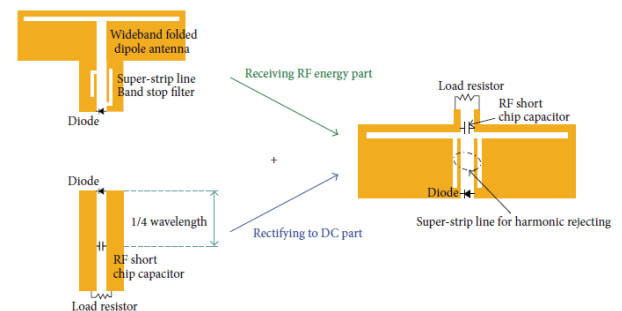 Wideband folded
dipole antenna
Super-strip line
Band stop filter
Diode
Receiving RF energy part
+
Diode
1/4 wavelength
RF short
chip capacitor
Load resistor
Rectifying to DC part
Load resistor
RF short
chip capacitor
Diode
Super-strip line for harmonic rejecting